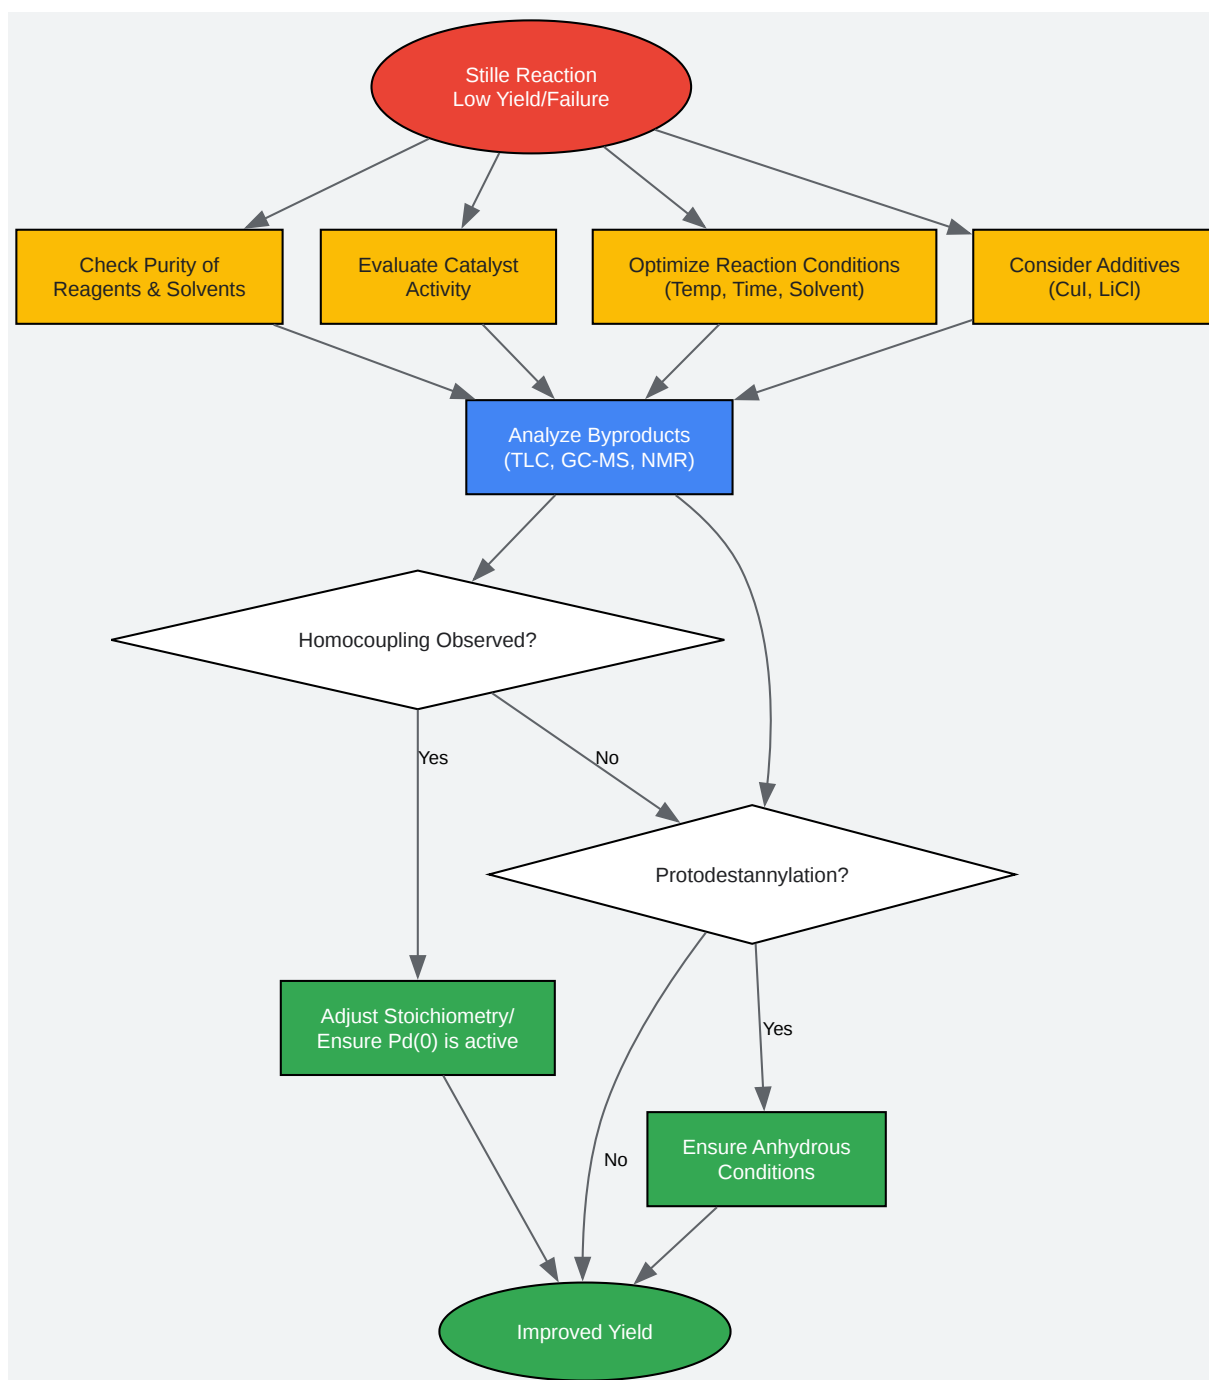 Stille Reaction
Low Yield/Failure
Check Purity of
Reagents & Solvents
Evaluate Catalyst
Activity
Optimize Reaction Conditions
(Temp, Time, Solvent)
Consider Additives
(CuI, LiCl)
Analyze Byproducts
(TLC, GC-MS, NMR)
Homocoupling Observed?
Yes
No
Protodestannylation?
Adjust Stoichiometry/
Ensure Pd(0) is active
Yes
No
Ensure Anhydrous
Conditions
Improved Yield